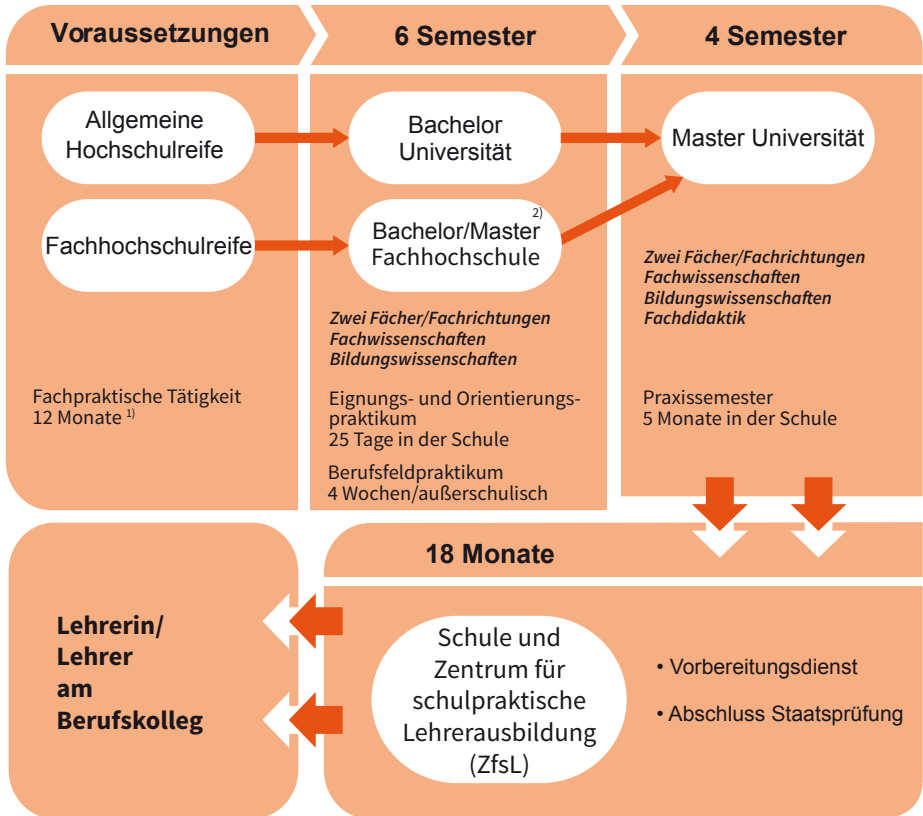 Voraussetzungen
6 Semester
4 Semester
Allgemeine
Hochschulreife
Bachelor
Universität
Master Universität
Fachhochschulreife
Bachelor/Master 2)
Fachhochschule
Zwei Fächer/Fachrichtungen
Fachwissenschaften
Bildungswissenschaften
Zwei Fächer/Fachrichtungen
Fachwissenschaften
Bildungswissenschaften
Fachdidaktik
Fachpraktische Tätigkeit
12 Monate 1)
Eignungs- und Orientierungs-
praktikum
25 Tage in der Schule
Berufsfeldpraktikum
4 Wochen/außerschulisch
Praxissemester
5 Monate in der Schule
18 Monate
Lehrerin/
Lehrer
am
Berufskolleg
Schule und
Zentrum für
schulpraktische
Lehrerausbildung
(ZfsL)
• Vorbereitungsdienst
• Abschluss Staatsprüfung